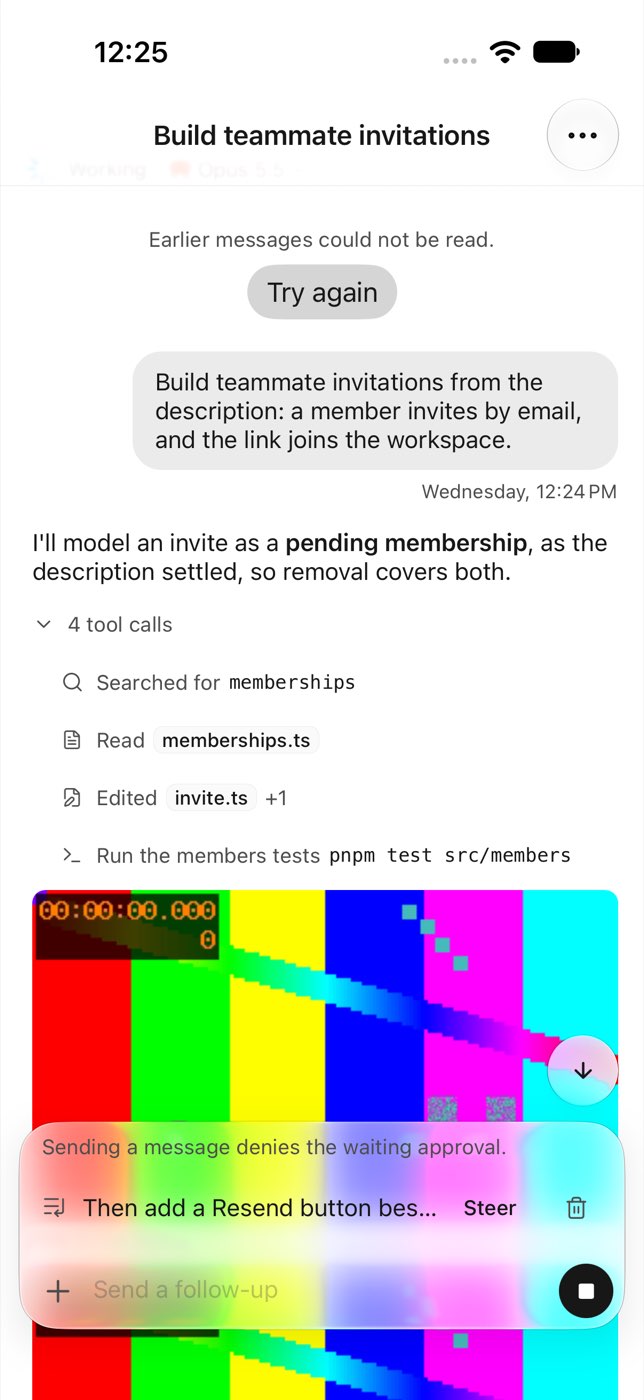 12:25
Build teammate invitations
Working Opus 5.5
Earlier messages could not be read.
Try again
Build teammate invitations from the
description: a member invites by email,
and the link joins the workspace.
Wednesday, 12:24 PM
I'll model an invite as a pending membership, as the
description settled, so removal covers both.
4 tool calls
Searched for memberships
Read memberships.ts
Edited invite.ts +1
Run the members tests pnpm test src/members
00:00:00.000
0
Sending a message denies the waiting approval.
Then add a Resend button bes... Steer
Send a follow-up